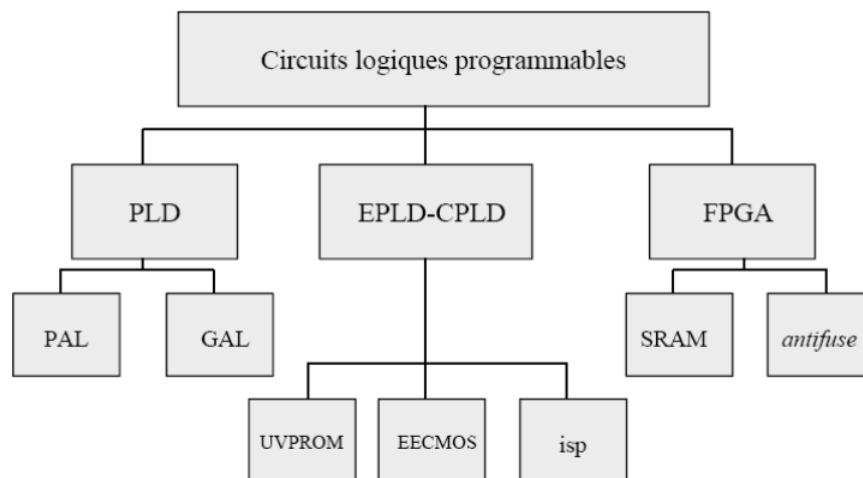 Circuits logiques programmables
PLD
EPLD-CPLD
FPGA
PAL
GAL
SRAM
antifuse
UVPROM
EECMOS
isp